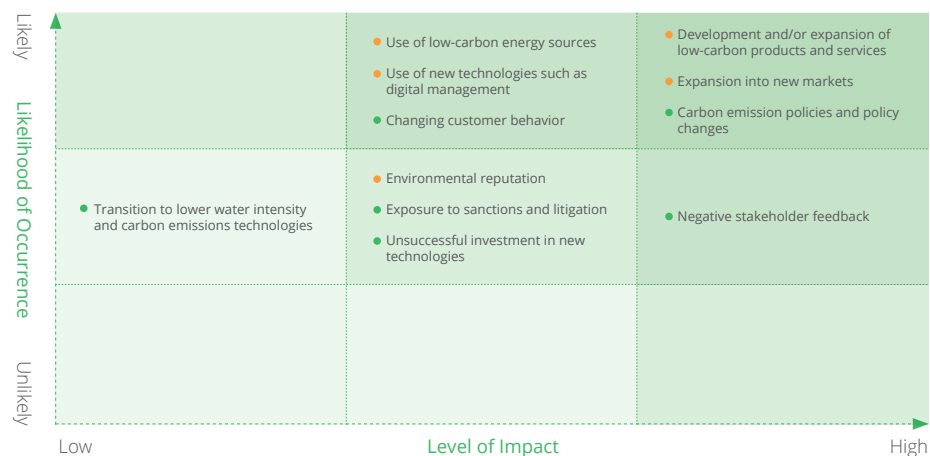 Likely
Likelihood of Occurrence
Unlikely
Use of low-carbon energy sources
Use of new technologies such as
digital management
Changing customer behavior
Development and/or expansion of
low-carbon products and services
Expansion into new markets
Carbon emission policies and policy
changes
Transition to lower water intensity
and carbon emissions technologies
Environmental reputation
Exposure to sanctions and litigation
Unsuccessful investment in new
technologies
Negative stakeholder feedback
Low
Level of Impact
High